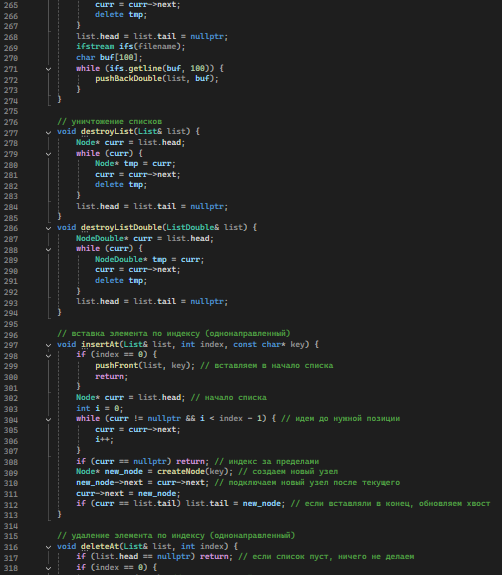 265 curr = curr->next;
266 delete tmp;
267 }
268 list.head = list.tail = nullptr;
269 ifstream ifs(filename);
270 char buf[100];
271 while (ifs.getline(buf, 100)) {
272 pushBackDouble(list, buf);
273 }
274 }
275
276 // уничтожение списков
277 void destroyList(List& list) {
278 Node* curr = list.head;
279 while (curr) {
280 Node* tmp = curr;
281 curr = curr->next;
282 delete tmp;
283 }
284 list.head = list.tail = nullptr;
285 }
286 void destroyListDouble(ListDouble& list) {
287 NodeDouble* curr = list.head;
288 while (curr) {
289 NodeDouble* tmp = curr;
290 curr = curr->next;
291 delete tmp;
292 }
293 list.head = list.tail = nullptr;
294 }
295
296 // вставка элемента по индексу (однонаправленный)
297 void insertAt(List& list, int index, const char* key) {
298 if (index == 0) {
299 pushFront(list, key); // вставляем в начало списка
300 return;
301 }
302 Node* curr = list.head; // начало списка
303 int i = 0;
304 while (curr != nullptr && i < index - 1) { // идем до нужной позиции
305 curr = curr->next;
306 i++;
307 }
308 if (curr == nullptr) return; // индекс за пределами
309 Node* new_node = createNode(key); // создаем новый узел
310 new_node->next = curr->next; // подключаем новый узел после текущего
311 curr->next = new_node;
312 if (curr == list.tail) list.tail = new_node; // если вставляли в конец, обновляем хвост
313 }
314
315 // удаление элемента по индексу (однонаправленный)
316 void deleteAt(List& list, int index) {
317 if (list.head == nullptr) return; // если список пуст, ничего не делаем
318 if (index == 0) {